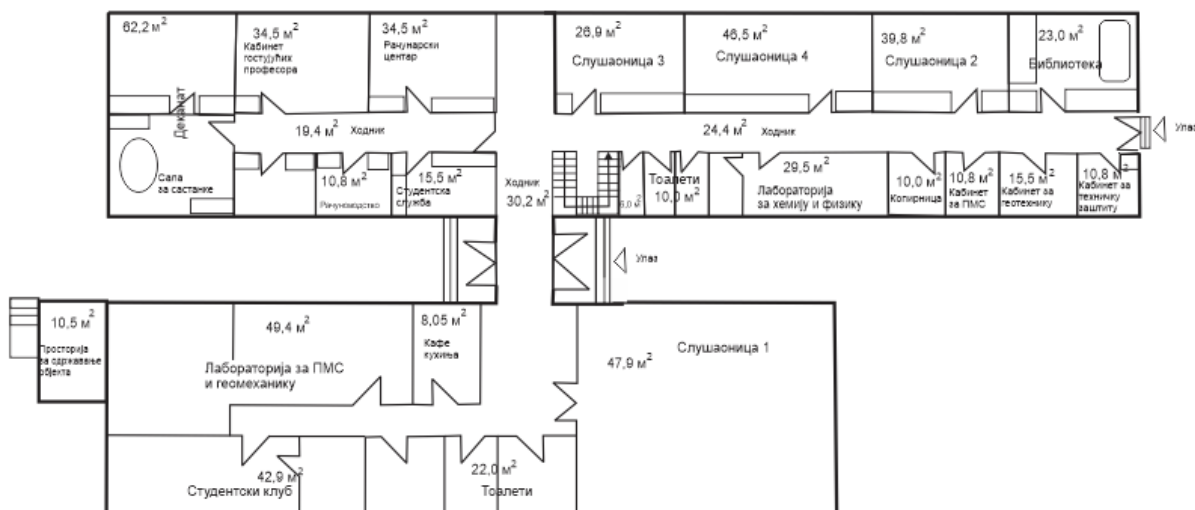 62,2 м²
Деканат
Сала
за састанке
34,5 м²
Кабинет
гостујућих
професора
34,5 м²
Рачунарски
центар
26,9 м²
Слушаоница 3
46,5 м²
Слушаоница 4
39,8 м²
Слушаоница 2
23,0 м²
Библиотека
19,4 м²
Ходник
24,4 м²
Ходник
Улаз
10,8 м²
Рачуноводство
15,5 м²
Студентска
служба
Ходник
30,2 м²
Тоалети
10,0 м²
29,5 м²
Лабораторија
за хемију и физику
10,0 м²
Копирница
10,8 м²
Кабинет
за ПМС
15,5 м²
Кабинет за
геотехнику
10,8 м²
Кабинет за
техничку
заштиту
Улаз
10,5 м²
Просторија
за одржавање
објекта
49,4 м²
Лабораторија за ПМС
и геомеханику
8,05 м²
Кафе
кухиња
47,9 м²
Слушаоница 1
42,9 м²
Студентски клуб
22,0 м²
Тоалети